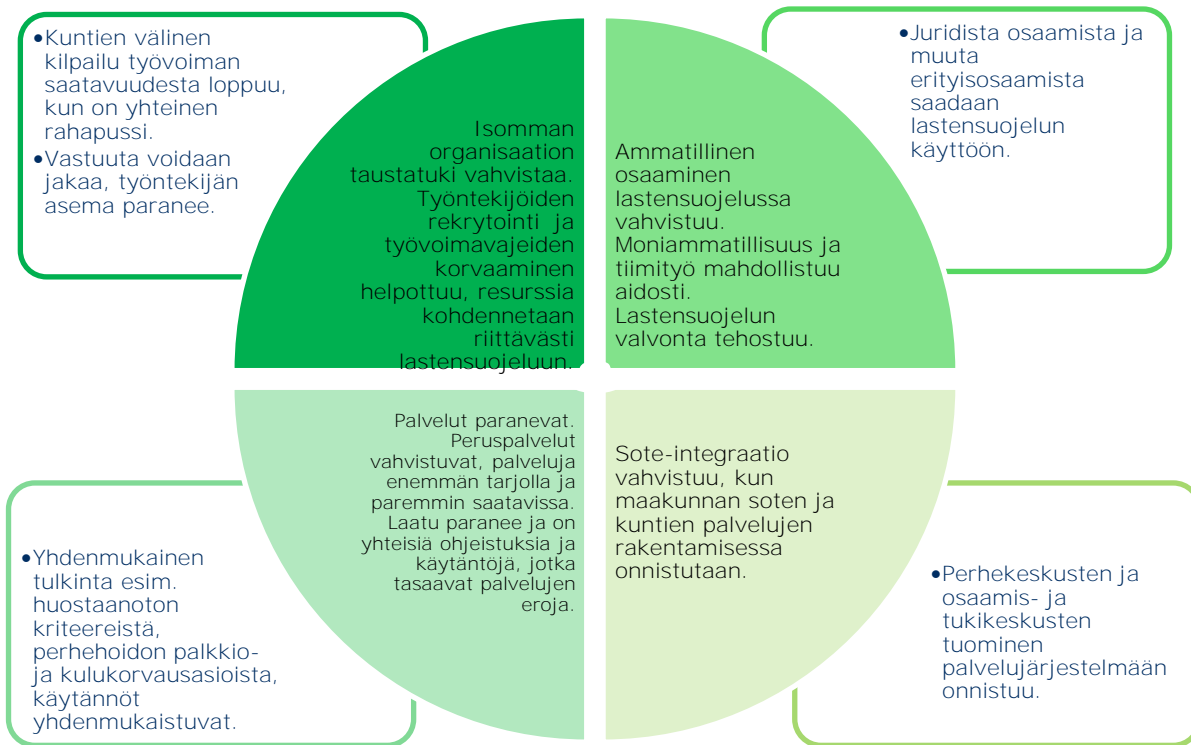 •Kuntien välinen
kilpailu työvoiman
saatavuudesta loppuu,
kun on yhteinen
rahapussi.
•Vastuuta voidaan
jakaa, työntekijän
asema paranee.
Isomman
organisaation
taustatuki vahvistaa.
Työntekijöiden
rekrytointi ja
työvoimavajeiden
korvaaminen
helpottuu, resurssia
kohdennetaan
riittävästi
lastensuojeluun.
Ammatillinen
osaaminen
lastensuojelussa
vahvistuu.
Moniammatillisuus ja
tiimityö mahdollistuu
aidosti.
Lastensuojelun
valvonta tehostuu.
•Juridista osaamista ja
muuta
erityisosaamista
saadaan
lastensuojelun
käyttöön.
•Yhdenmukainen
tulkinta esim.
huostaanoton
kriteereistä,
perhehoidon palkkio-
ja kulukorvausasioista,
käytännöt
yhdenmukaistuvat.
Palvelut paranevat.
Peruspalvelut
vahvistuvat, palveluja
enemmän tarjolla ja
paremmin saatavissa.
Laatu paranee ja on
yhteisiä ohjeistuksia ja
käytäntöjä, jotka
tasaavat palvelujen
eroja.
Sote-integraatio
vahvistuu, kun
maakunnan soten ja
kuntien palvelujen
rakentamisessa
onnistutaan.
•Perhekeskusten ja
osaamis- ja
tukikeskusten
tuominen
palvelujärjestelmään
onnistuu.